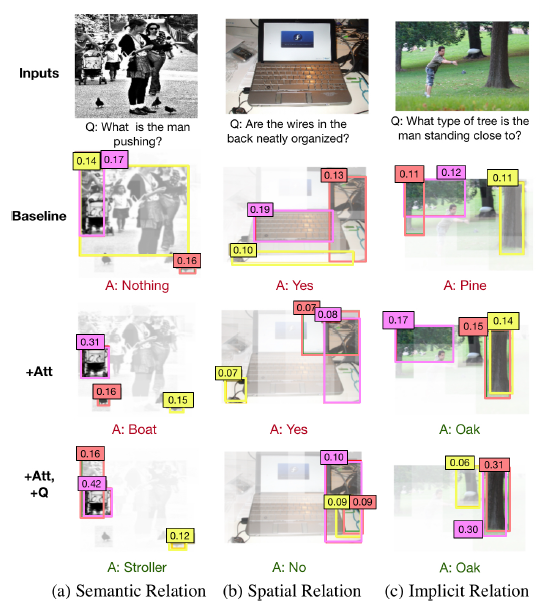 Inputs
Q: What is the man pushing?
Q: Are the wires in the back neatly organized?
Q: What type of tree is the man standing close to?
Baseline
0.14 0.17
0.16
0.13
0.19
0.10
0.11 0.12 0.11
A: Nothing
A: Yes
A: Pine
+Att
0.31
0.16
0.15
0.07
0.08
0.07
0.17
0.15
0.14
A: Boat
A: Yes
A: Oak
+Att, +Q
0.16
0.42
0.12
0.10
0.09 0.09
0.06
0.31
0.30
A: Stroller
A: No
A: Oak
(a) Semantic Relation (b) Spatial Relation (c) Implicit Relation